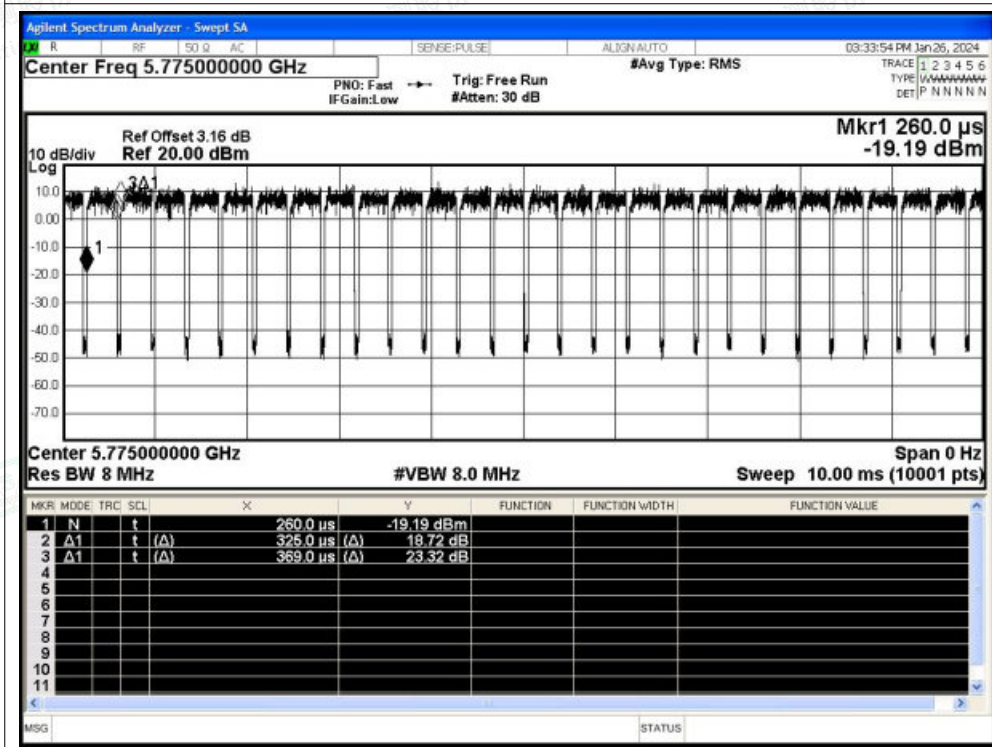 Agilent Spectrum Analyzer - Swept SA
R RF 50 Ω AC SENSE:PULSE ALIGN AUTO 03:33:54 PM Jan 26, 2024
Center Freq 5.775000000 GHz #Avg Type: RMS TRACE 1 2 3 4 5 6
PNO: Fast Trig: Free Run TYPE
IFGain:Low #Atten: 30 dB DET P N N N N N
Mkr1 260.0 µs
Ref Offset 3.16 dB
10 dB/div Ref 20.00 dBm -19.19 dBm
Log
3Δ1
10.0
0.00
1
-10.0
-20.0
-30.0
-40.0
-50.0
-60.0
-70.0
Center 5.775000000 GHz Span 0 Hz
Res BW 8 MHz #VBW 8.0 MHz Sweep 10.00 ms (10001 pts)
MKR MODE TRC SCL X Y FUNCTION FUNCTION WIDTH FUNCTION VALUE
1 N t 260.0 µs -19.19 dBm
2 Δ1 t (Δ) 325.0 µs (Δ) 18.72 dB
3 Δ1 t (Δ) 369.0 µs (Δ) 23.32 dB
4
5
6
7
8
9
10
11
MSG STATUS